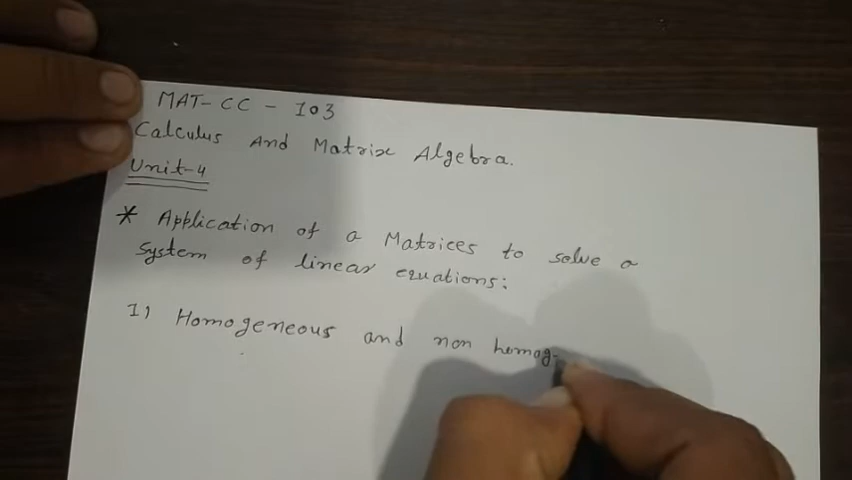 MAT-CC - 103
Calculus And Matrix Algebra.
Unit-4
* Application of a Matrices to solve a
System of linear equations:
1) Homogeneous and non homog-